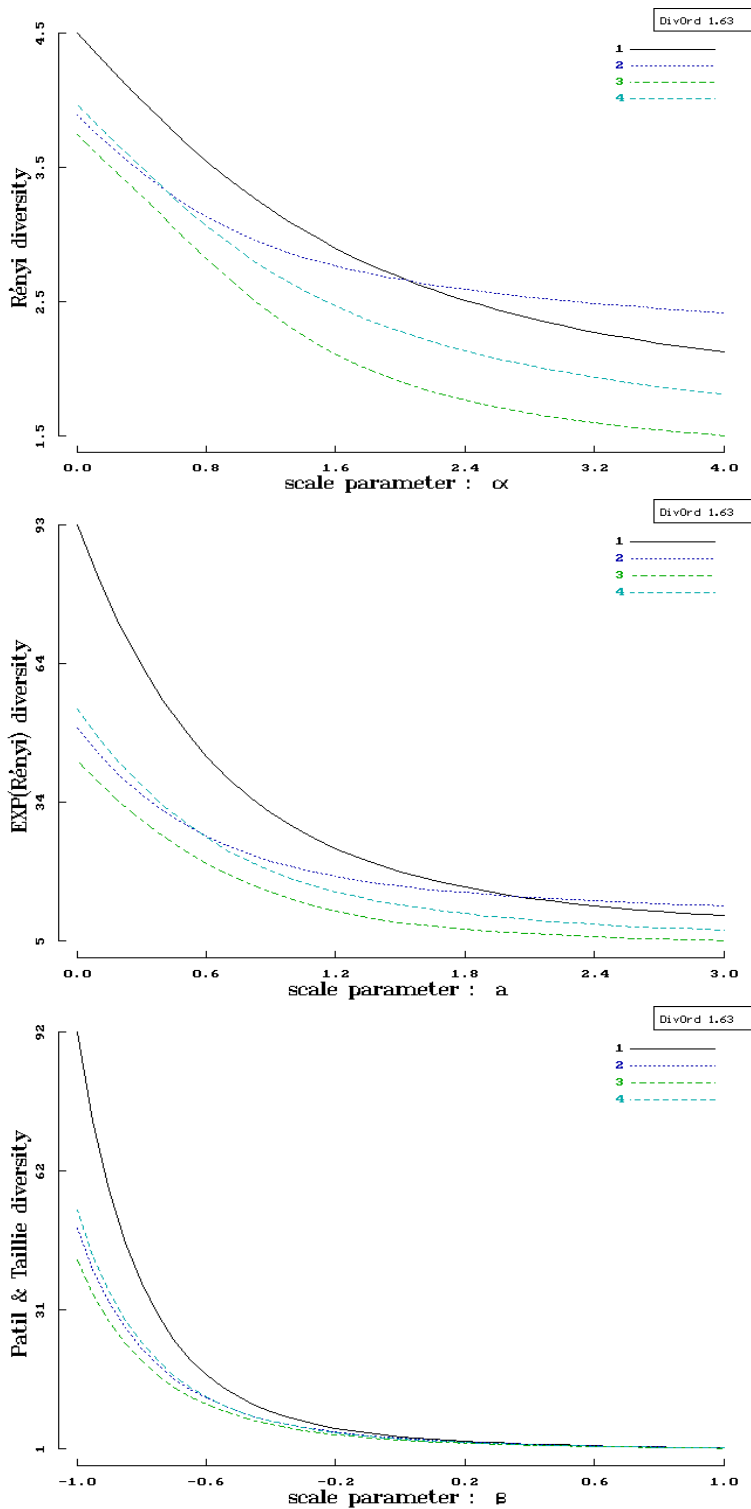 DivOrd 1.63
4.5
3.5
2.5
1.5
Rényi diversity
1
2
3
4
0.0 0.8 1.6 2.4 3.2 4.0
scale parameter : α
DivOrd 1.63
93
64
34
5
EXP(Rényi) diversity
1
2
3
4
0.0 0.6 1.2 1.8 2.4 3.0
scale parameter : a
DivOrd 1.63
92
62
31
1
Patil & Taillie diversity
1
2
3
4
-1.0 -0.6 -0.2 0.2 0.6 1.0
scale parameter : β